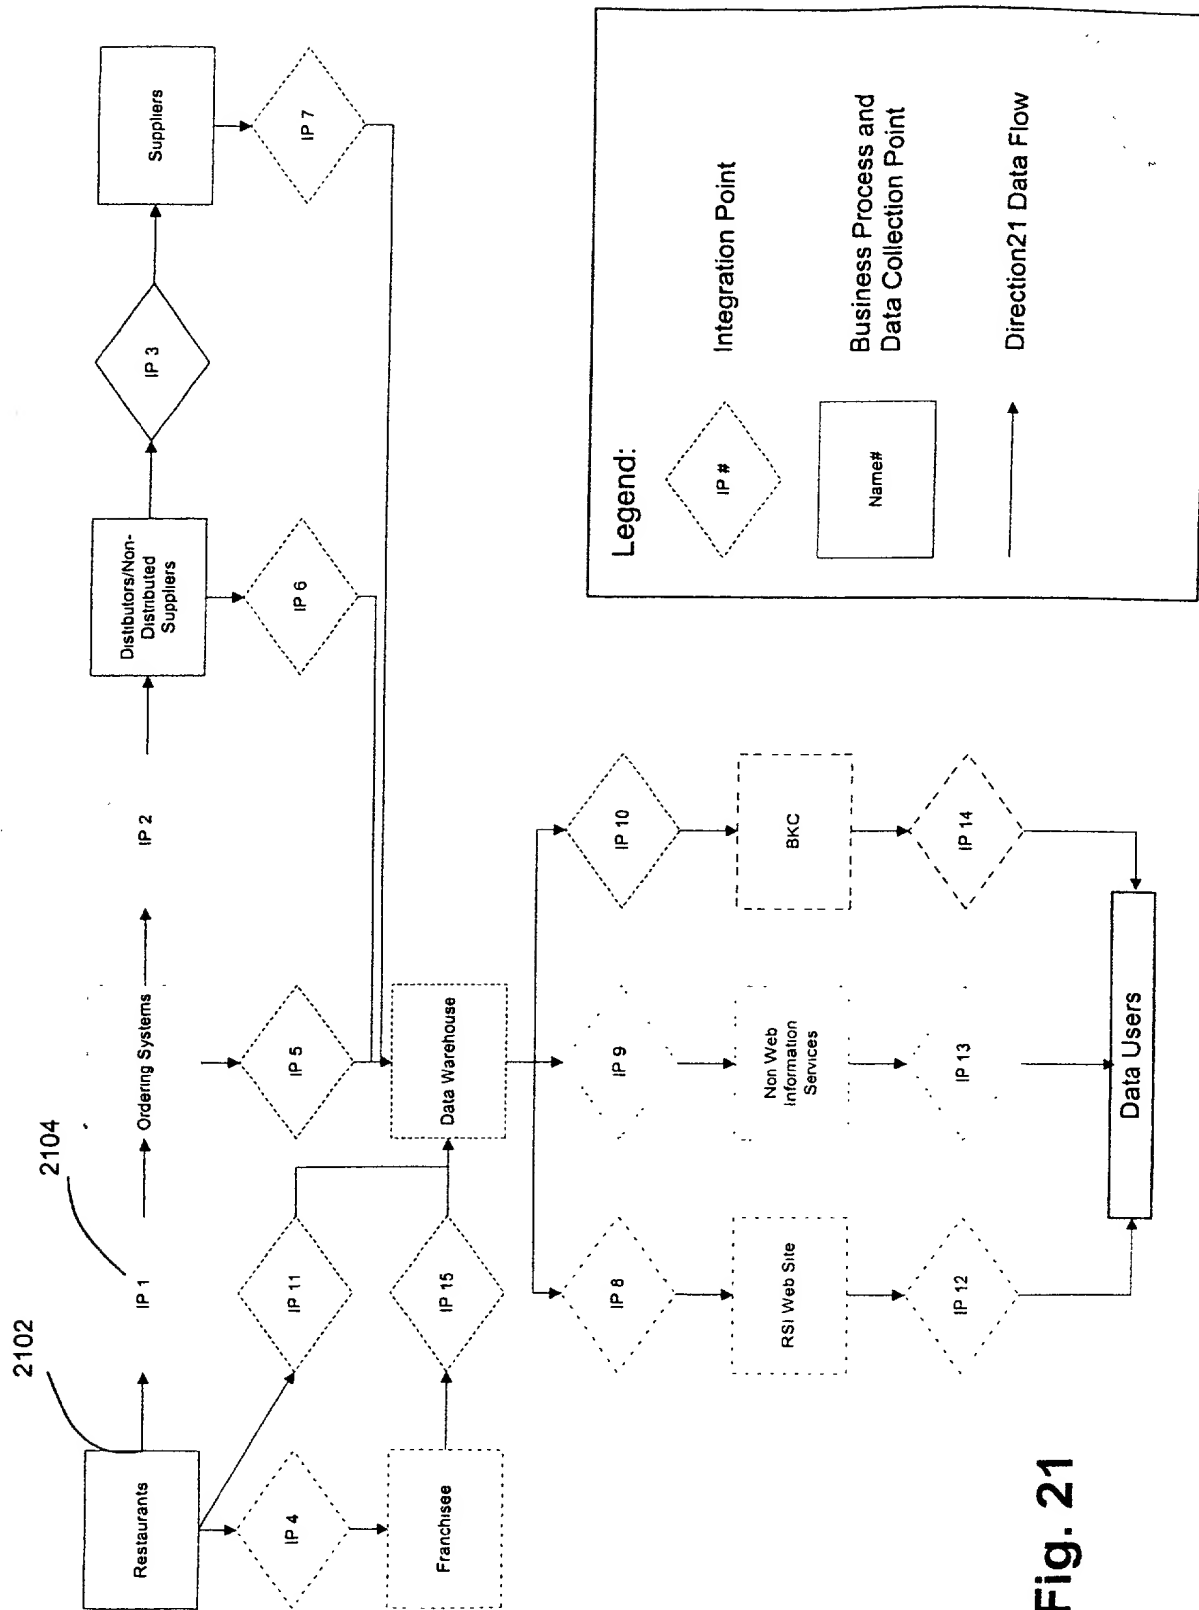 2102
2104
Restaurants
IP 1
Ordering Systems
IP 2
Distibutors/Non-
Distributed
Suppliers
IP 3
Suppliers
IP 4
IP 11
IP 5
IP 6
IP 7
Franchisee
IP 15
Data Warehouse
IP 8
IP 9
IP 10
RSI Web Site
Non Web
Information
Services
BKC
IP 12
IP 13
IP 14
Data Users
Legend:
IP #
Integration Point
Name#
Business Process and
Data Collection Point
Direction21 Data Flow
Fig. 21